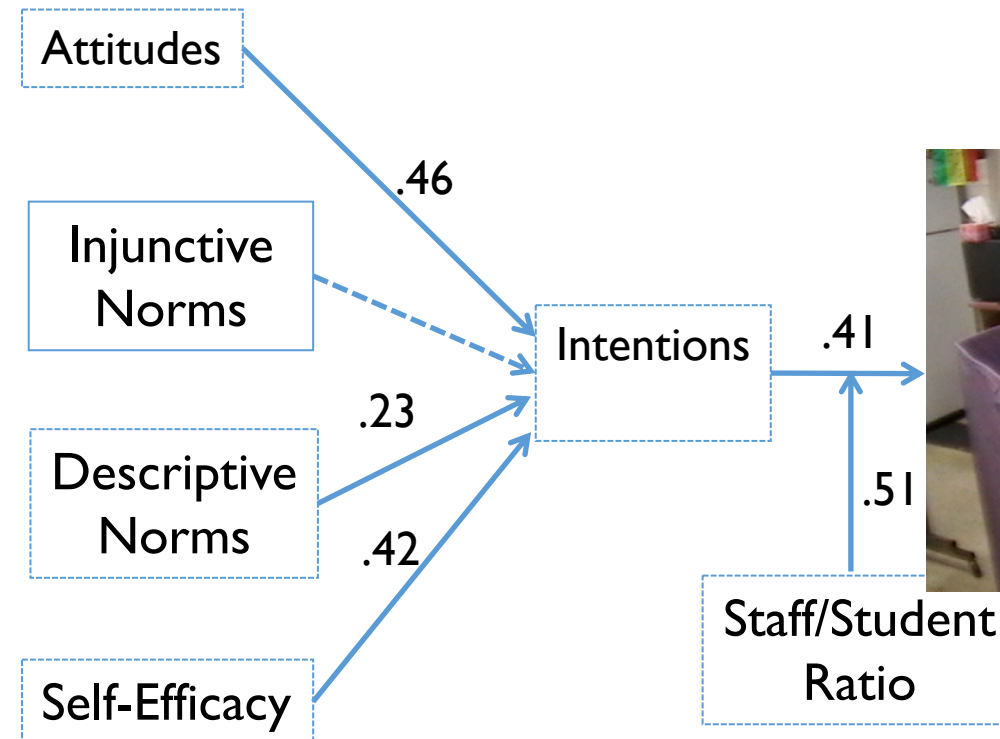 Attitudes
.46
Injunctive
Norms
Intentions
.41
.23
Descriptive
Norms
.42
.51
Staff/Student
Ratio
Self-Efficacy